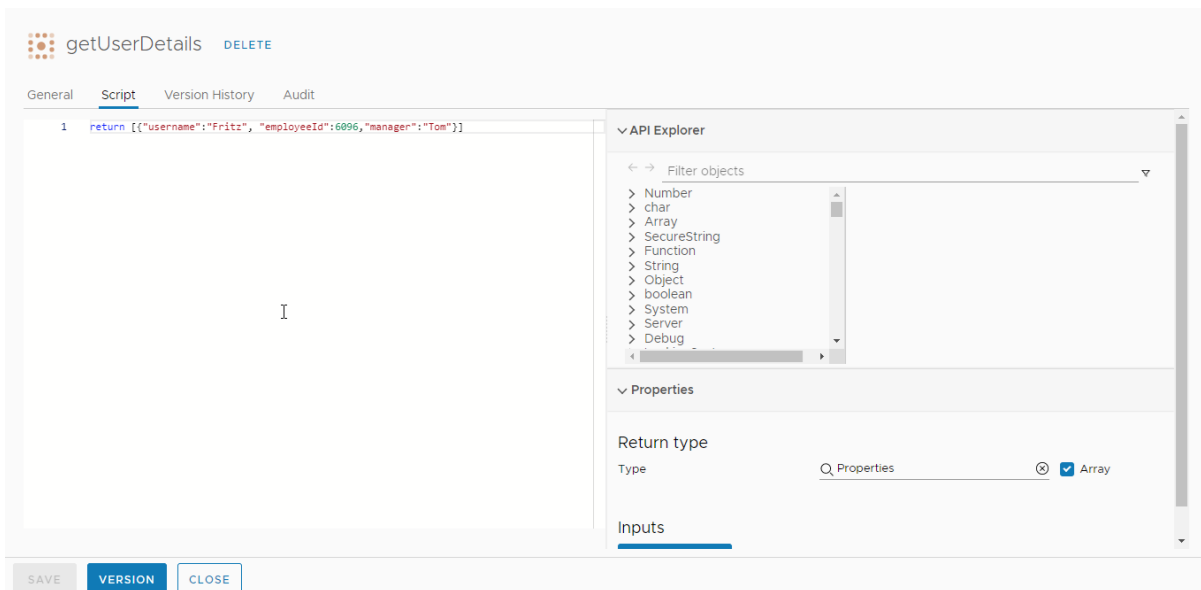 getUserDetails DELETE
General Script Version History Audit
1 return [{"username":"Fritz", "employeeId":6096,"manager":"Tom"}]
API Explorer
Filter objects
Number
char
Array
SecureString
Function
String
Object
boolean
System
Server
Debug
Properties
Return type
Type Properties Array
Inputs
SAVE VERSION CLOSE